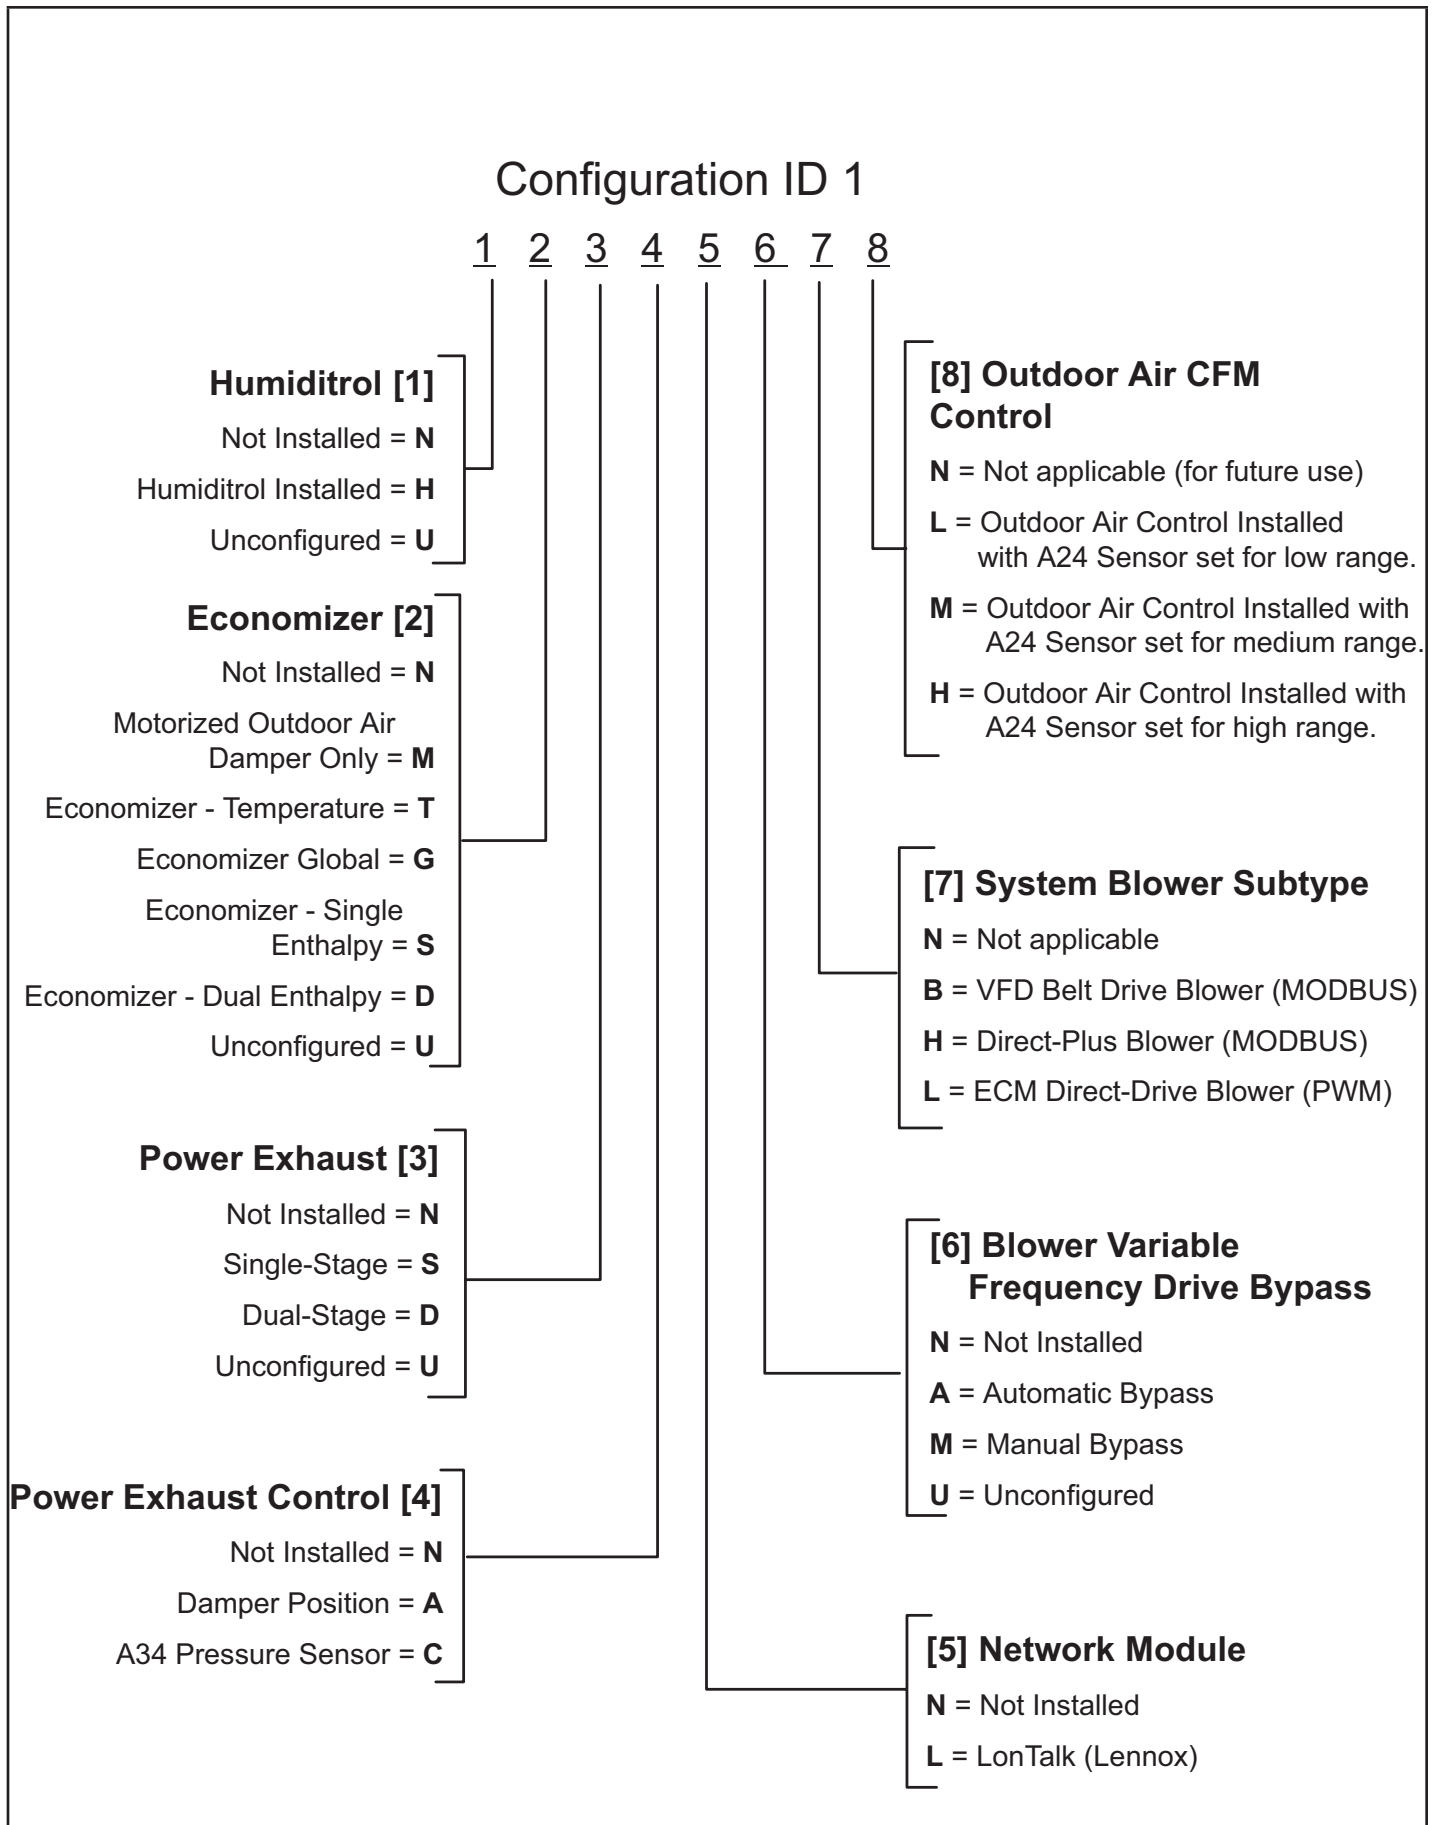 Configuration ID 1
1 2 3 4 5 6 7 8
Humiditrol [1]
Not Installed = N
Humiditrol Installed = H
Unconfigured = U
Economizer [2]
Not Installed = N
Motorized Outdoor Air
Damper Only = M
Economizer - Temperature = T
Economizer Global = G
Economizer - Single
Enthalpy = S
Economizer - Dual Enthalpy = D
Unconfigured = U
Power Exhaust [3]
Not Installed = N
Single-Stage = S
Dual-Stage = D
Unconfigured = U
Power Exhaust Control [4]
Not Installed = N
Damper Position = A
A34 Pressure Sensor = C
[8] Outdoor Air CFM
Control
N = Not applicable (for future use)
L = Outdoor Air Control Installed
with A24 Sensor set for low range.
M = Outdoor Air Control Installed with
A24 Sensor set for medium range.
H = Outdoor Air Control Installed with
A24 Sensor set for high range.
[7] System Blower Subtype
N = Not applicable
B = VFD Belt Drive Blower (MODBUS)
H = Direct-Plus Blower (MODBUS)
L = ECM Direct-Drive Blower (PWM)
[6] Blower Variable
Frequency Drive Bypass
N = Not Installed
A = Automatic Bypass
M = Manual Bypass
U = Unconfigured
[5] Network Module
N = Not Installed
L = LonTalk (Lennox)